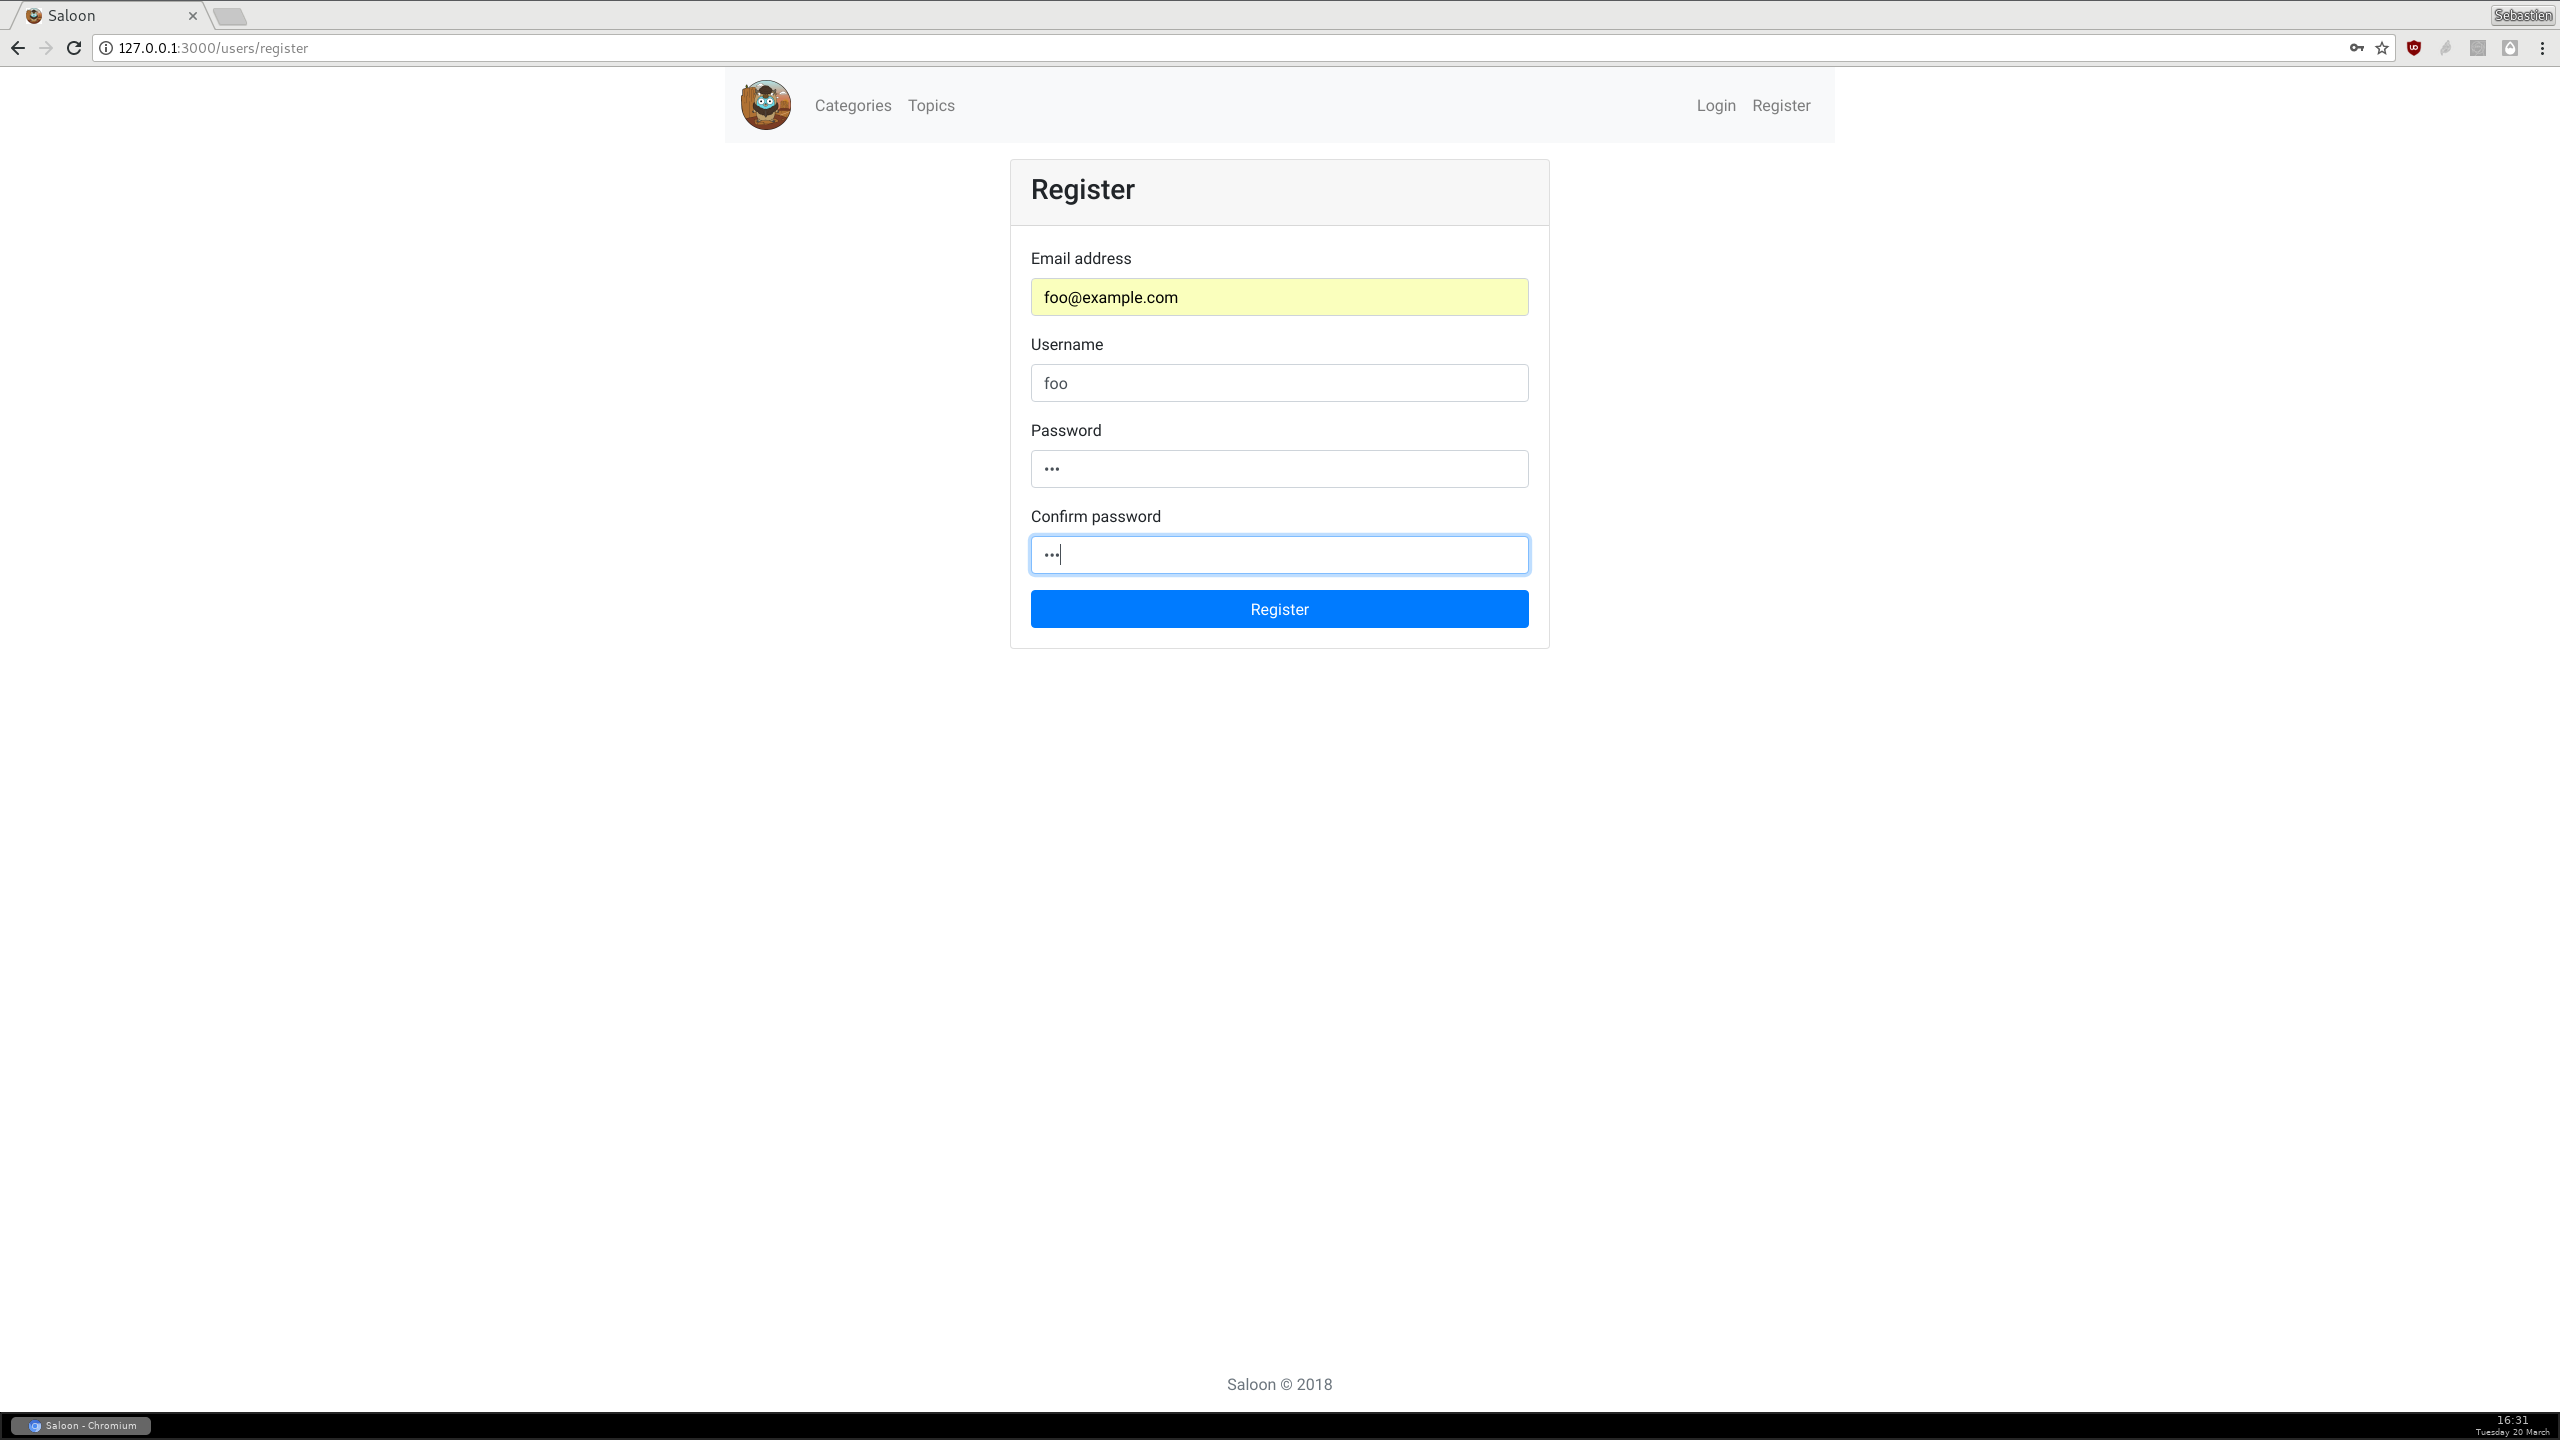 Saloon
Sebastien
127.0.0.1:3000/users/register
Categories Topics Login Register
Register
Email address
foo@example.com
Username
foo
Password
•••
Confirm password
•••
Register
Saloon © 2018
Saloon - Chromium
16:31
Tuesday 20 March